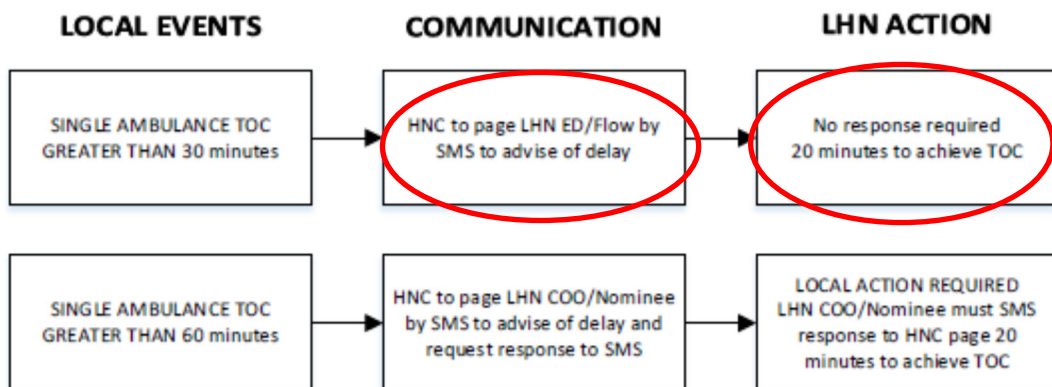 LOCAL EVENTS
COMMUNICATION
LHN ACTION
SINGLE AMBULANCE TOC
GREATER THAN 30 minutes
HNC to page LHN ED/Flow by
SMS to advise of delay
No response required
20 minutes to achieve TOC
SINGLE AMBULANCE TOC
GREATER THAN 60 minutes
HNC to page LHN COO/Nominee
by SMS to advise of delay and
request response to SMS
LOCAL ACTION REQUIRED
LHN COO/Nominee must SMS
response to HNC page 20
minutes to achieve TOC